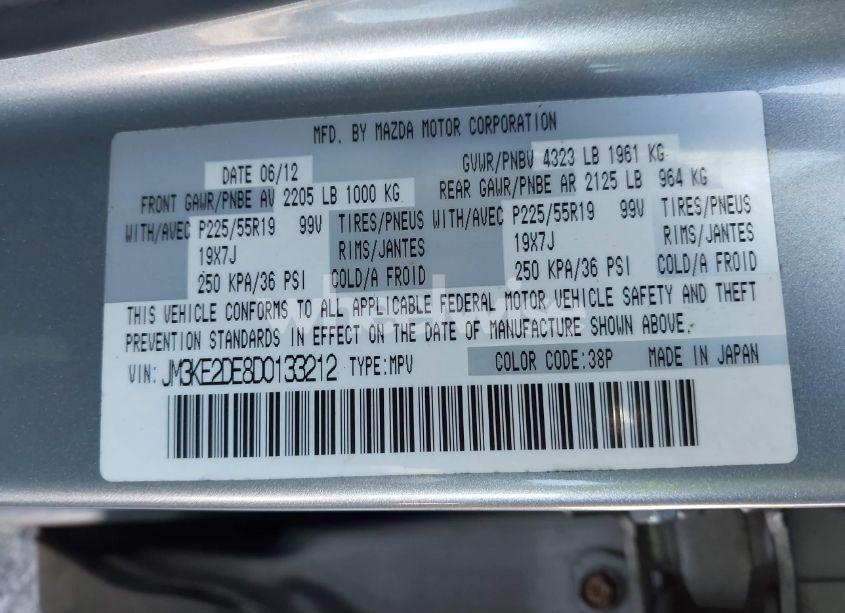 MFD. BY MAZDA MOTOR CORPORATION
DATE 06/12 GVWR/PNBV 4323 LB 1961 KG
FRONT GAWR/PNBE AV 2205 LB 1000 KG REAR GAWR/PNBE AR 2125 LB 964 KG
WITH/AVEC P225/55R19 99V TIRES/PNEUS WITH/AVEC P225/55R19 99V TIRES/PNEUS
19X7J RIMS/JANTES 19X7J RIMS/JANTES
250 KPA/36 PSI COLD/A FROID 250 KPA/36 PSI COLD/A FROID
THIS VEHICLE CONFORMS TO ALL APPLICABLE FEDERAL MOTOR VEHICLE SAFETY AND THEFT
PREVENTION STANDARDS IN EFFECT ON THE DATE OF MANUFACTURE SHOWN ABOVE.
VIN: JM3KE2DE8D0133212 TYPE:MPV COLOR CODE:38P MADE IN JAPAN